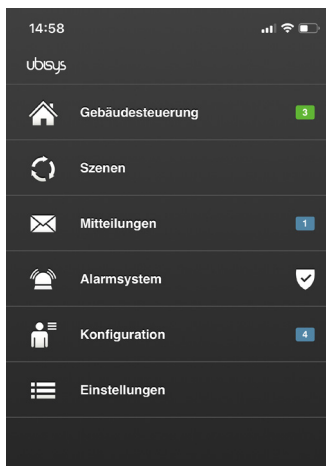 14:58
ubisys
Gebäudesteuerung 3
Szenen
Mitteilungen 1
Alarmsystem
Konfiguration 4
Einstellungen